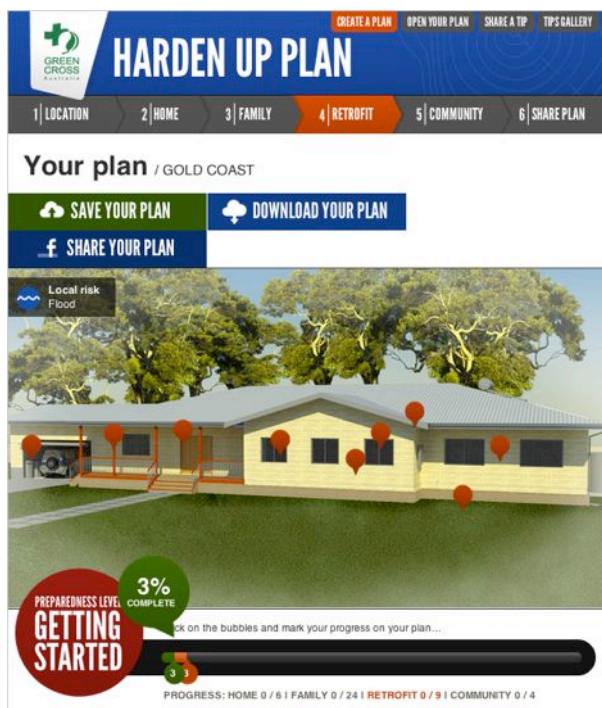 CREATE A PLAN OPEN YOUR PLAN SHARE A TIP TIPS GALLERY
GREEN
CROSS
Australia
HARDEN UP PLAN
1 LOCATION 2 HOME 3 FAMILY 4 RETROFIT 5 COMMUNITY 6 SHARE PLAN
Your plan / GOLD COAST
SAVE YOUR PLAN DOWNLOAD YOUR PLAN
f SHARE YOUR PLAN
Local risk
Flood
3%
COMPLETE
PREPAREDNESS LEVEL
GETTING
STARTED
on the bubbles and mark your progress on your plan...
3 3
PROGRESS: HOME 0 / 6 | FAMILY 0 / 24 | RETROFIT 0 / 9 | COMMUNITY 0 / 4